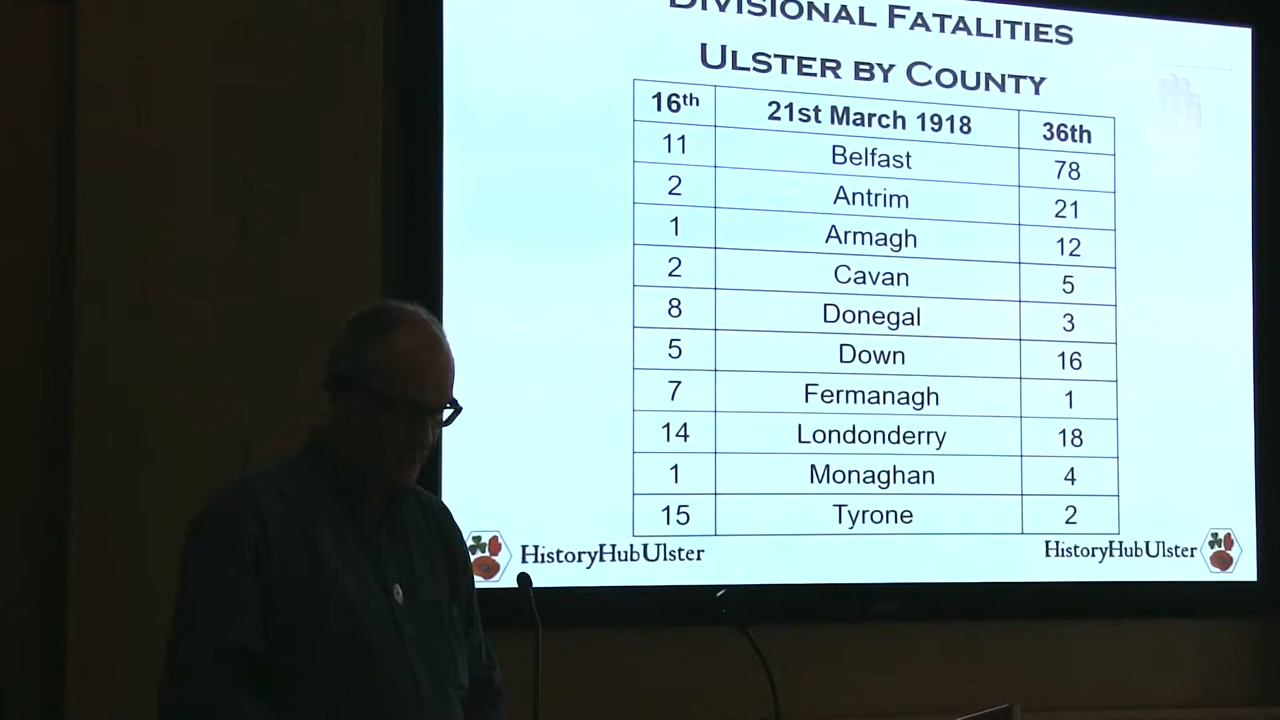 DIVISIONAL FATALITIES
ULSTER BY COUNTY
16th 21st March 1918 36th
11 Belfast 78
2 Antrim 21
1 Armagh 12
2 Cavan 5
8 Donegal 3
5 Down 16
7 Fermanagh 1
14 Londonderry 18
1 Monaghan 4
15 Tyrone 2
HistoryHubUlster HistoryHubUlster